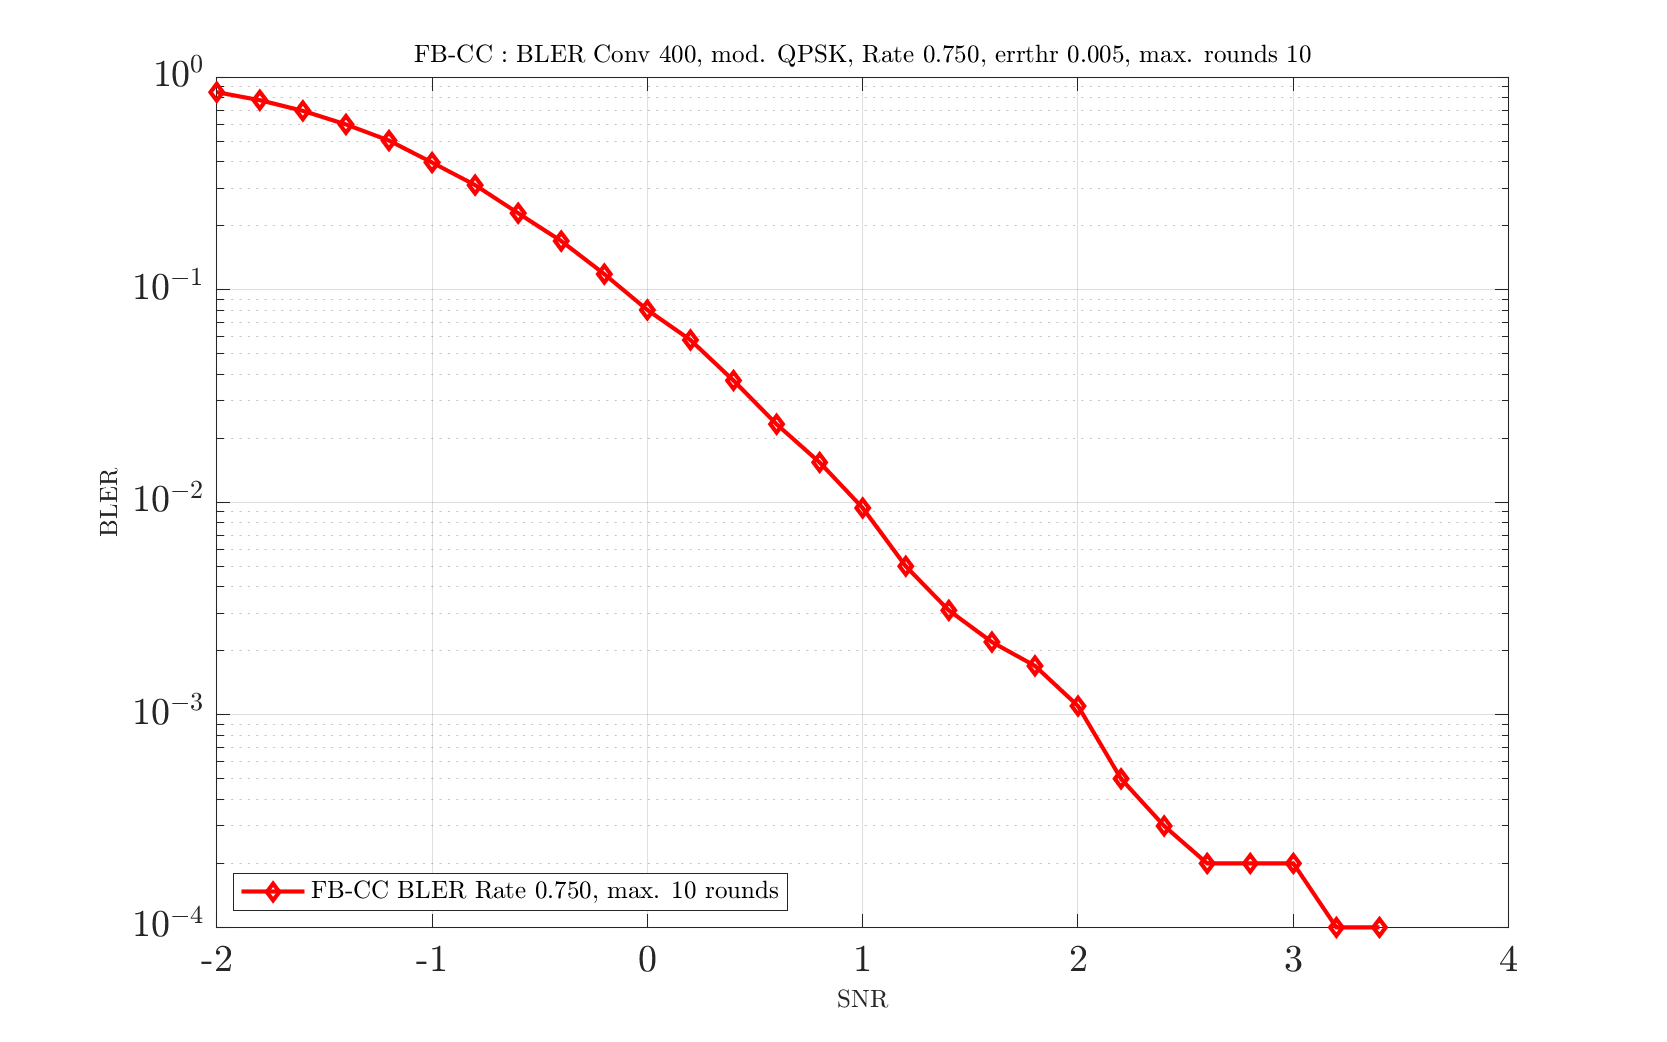 FB-CC : BLER Conv 400, mod. QPSK, Rate 0.750, errthr 0.005, max. rounds 10
10^0
10^-1
10^-2
10^-3
10^-4
BLER
FB-CC BLER Rate 0.750, max. 10 rounds
-2 -1 0 1 2 3 4
SNR